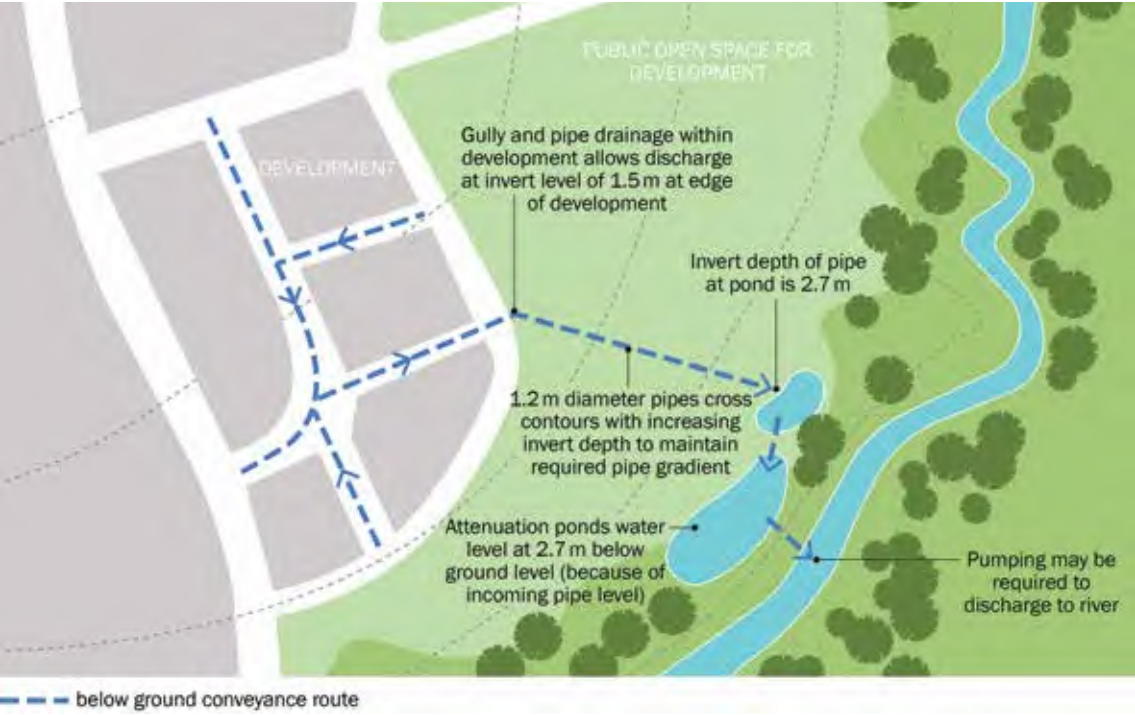 PUBLIC OPEN SPACE FOR
DEVELOPMENT
Gully and pipe drainage within
development allows discharge
at invert level of 1.5 m at edge
of development
DEVELOPMENT
Invert depth of pipe
at pond is 2.7 m
1.2 m diameter pipes cross
contours with increasing
invert depth to maintain
required pipe gradient
Attenuation ponds water
level at 2.7 m below
ground level (because of
incoming pipe level)
Pumping may be
required to
discharge to river
below ground conveyance route